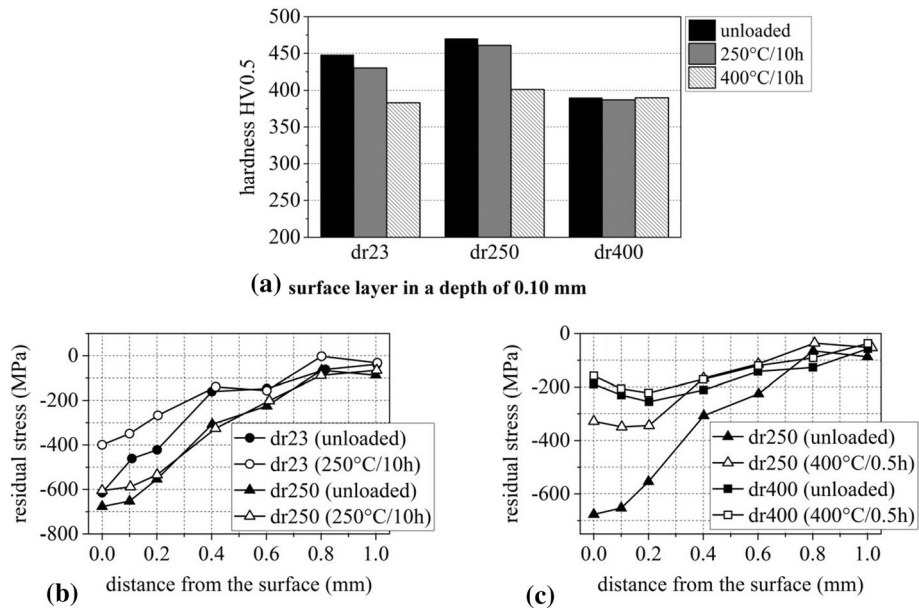 500
450
400
350
300
250
200
hardness HV0.5
unloaded
250°C/10h
400°C/10h
dr23 dr250 dr400
(a) surface layer in a depth of 0.10 mm
0
-200
-400
-600
-800
residual stress (MPa)
dr23 (unloaded)
dr23 (250°C/10h)
dr250 (unloaded)
dr250 (250°C/10h)
0.0 0.2 0.4 0.6 0.8 1.0
(b) distance from the surface (mm)
0
-200
-400
-600
residual stress (MPa)
dr250 (unloaded)
dr250 (400°C/0.5h)
dr400 (unloaded)
dr400 (400°C/0.5h)
0.0 0.2 0.4 0.6 0.8 1.0
(c) distance from the surface (mm)